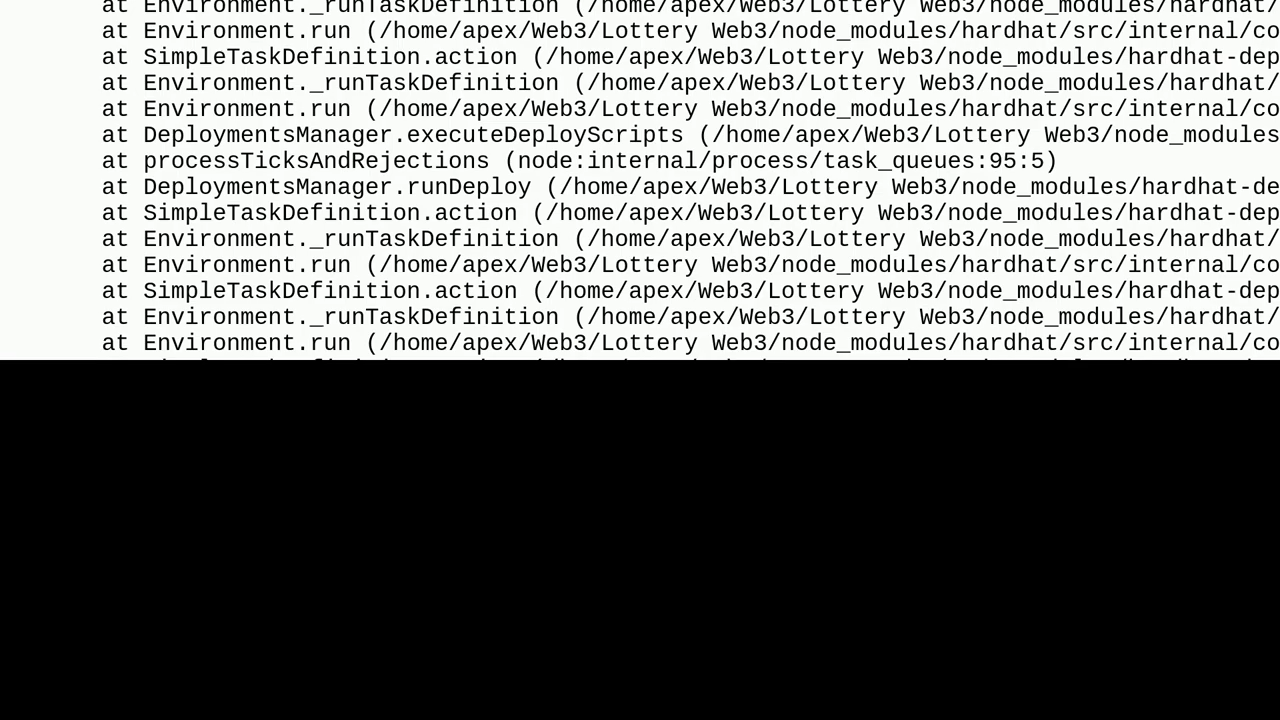 at Environment._runTaskDefinition (/home/apex/Web3/Lottery Web3/node_modules/hardhat/
at Environment.run (/home/apex/Web3/Lottery Web3/node_modules/hardhat/src/internal/co
at SimpleTaskDefinition.action (/home/apex/Web3/Lottery Web3/node_modules/hardhat-dep
at Environment._runTaskDefinition (/home/apex/Web3/Lottery Web3/node_modules/hardhat/
at Environment.run (/home/apex/Web3/Lottery Web3/node_modules/hardhat/src/internal/co
at DeploymentsManager.executeDeployScripts (/home/apex/Web3/Lottery Web3/node_modules
at processTicksAndRejections (node:internal/process/task_queues:95:5)
at DeploymentsManager.runDeploy (/home/apex/Web3/Lottery Web3/node_modules/hardhat-de
at SimpleTaskDefinition.action (/home/apex/Web3/Lottery Web3/node_modules/hardhat-dep
at Environment._runTaskDefinition (/home/apex/Web3/Lottery Web3/node_modules/hardhat/
at Environment.run (/home/apex/Web3/Lottery Web3/node_modules/hardhat/src/internal/co
at SimpleTaskDefinition.action (/home/apex/Web3/Lottery Web3/node_modules/hardhat-dep
at Environment._runTaskDefinition (/home/apex/Web3/Lottery Web3/node_modules/hardhat/
at Environment.run (/home/apex/Web3/Lottery Web3/node_modules/hardhat/src/internal/co